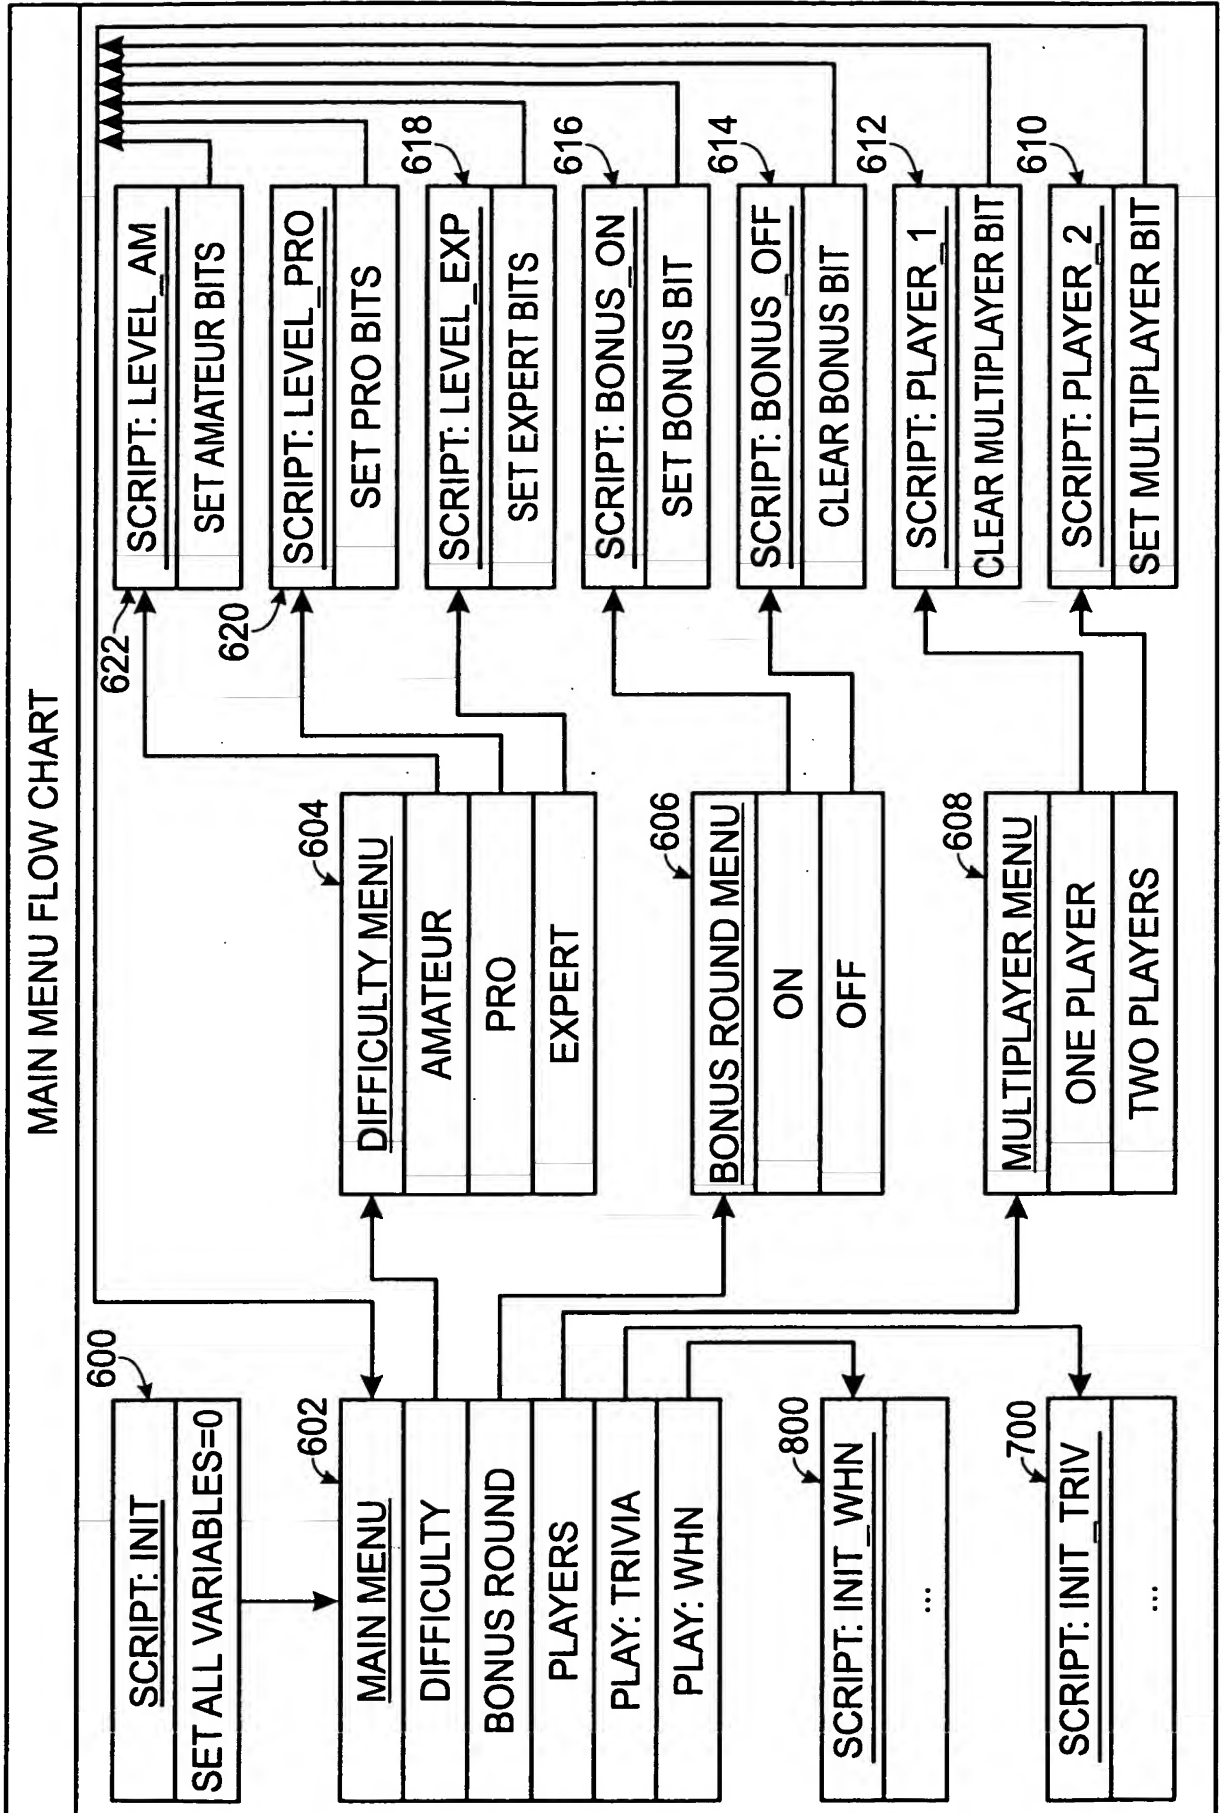 MAIN MENU FLOW CHART
600
SCRIPT: INIT
SET ALL VARIABLES=0
602
MAIN MENU
DIFFICULTY
BONUS ROUND
PLAYERS
PLAY: TRIVIA
PLAY: WHN
800
SCRIPT: INIT_WHN
...
700
SCRIPT: INIT_TRIV
...
604
DIFFICULTY MENU
AMATEUR
PRO
EXPERT
606
BONUS ROUND MENU
ON
OFF
608
MULTIPLAYER MENU
ONE PLAYER
TWO PLAYERS
622
SCRIPT: LEVEL_AM
SET AMATEUR BITS
620
SCRIPT: LEVEL_PRO
SET PRO BITS
618
SCRIPT: LEVEL_EXP
SET EXPERT BITS
616
SCRIPT: BONUS_ON
SET BONUS BIT
614
SCRIPT: BONUS_OFF
CLEAR BONUS BIT
612
SCRIPT: PLAYER_1
CLEAR MULTIPLAYER BIT
610
SCRIPT: PLAYER_2
SET MULTIPLAYER BIT